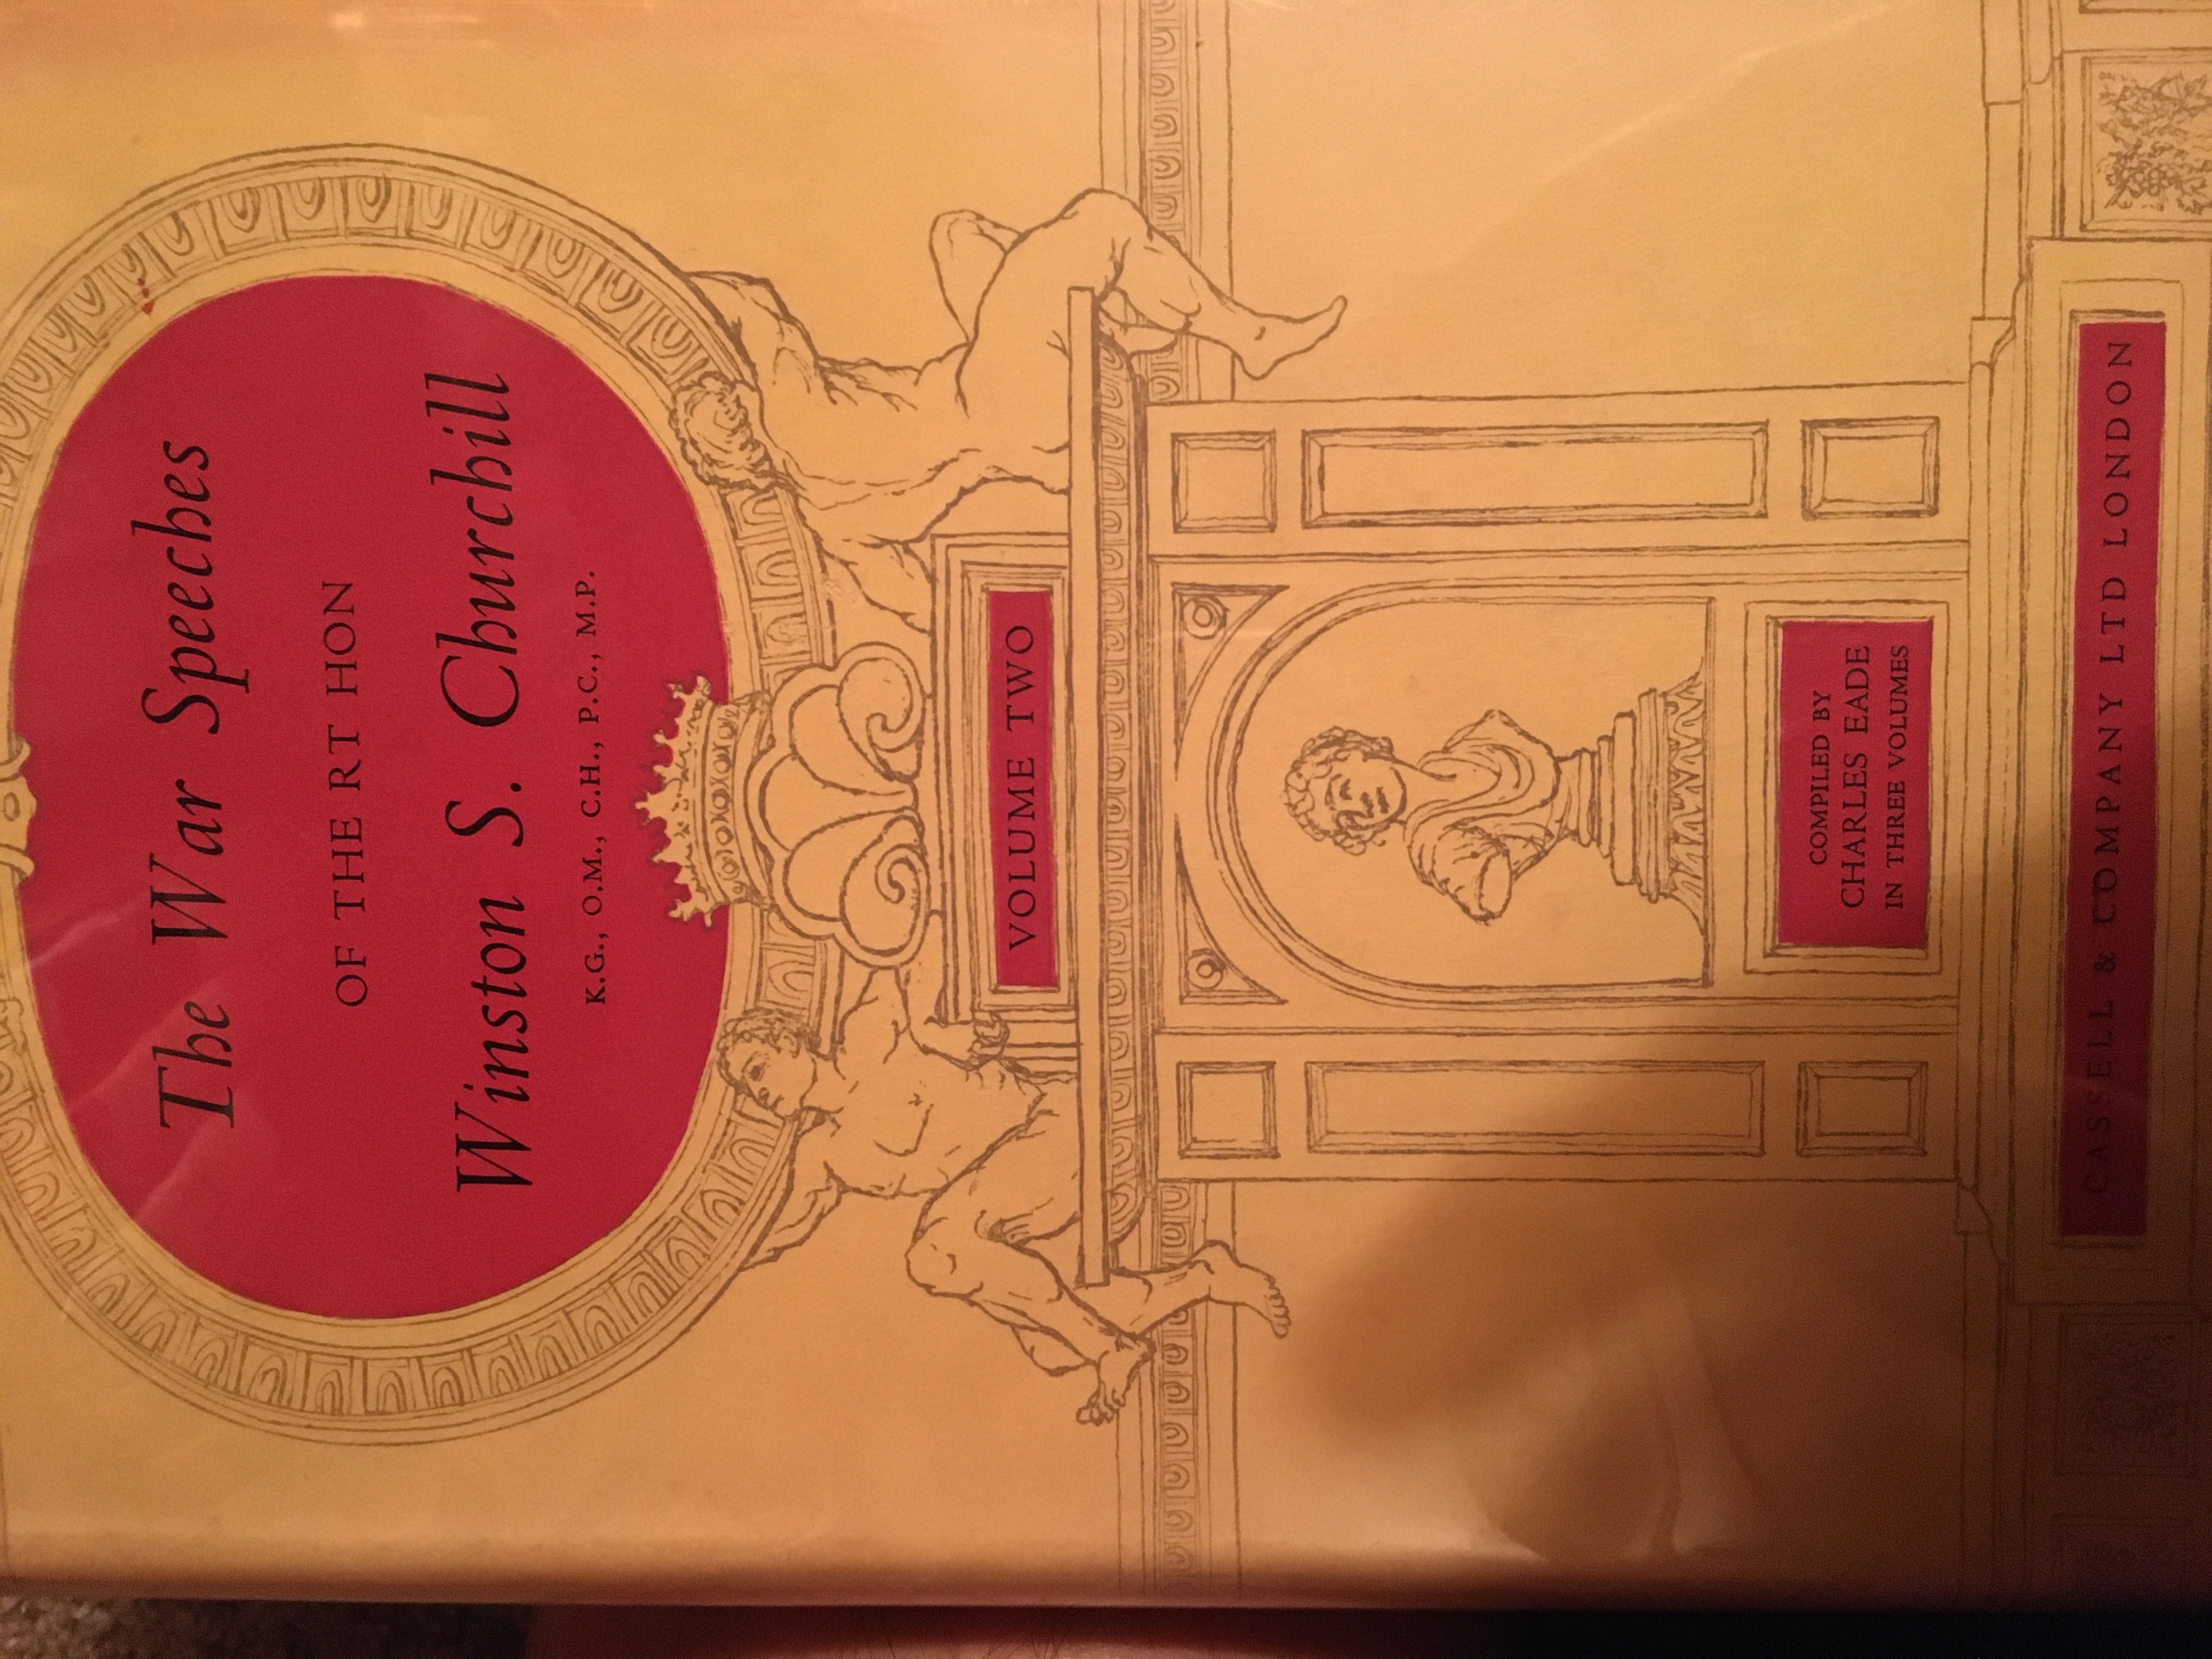 The War Speeches
OF THE RT HON
Winston S. Churchill
K.G., O.M., C.H., P.C., M.P.
VOLUME TWO
COMPILED BY
CHARLES EADE
IN THREE VOLUMES
CASSELL & COMPANY LTD LONDON